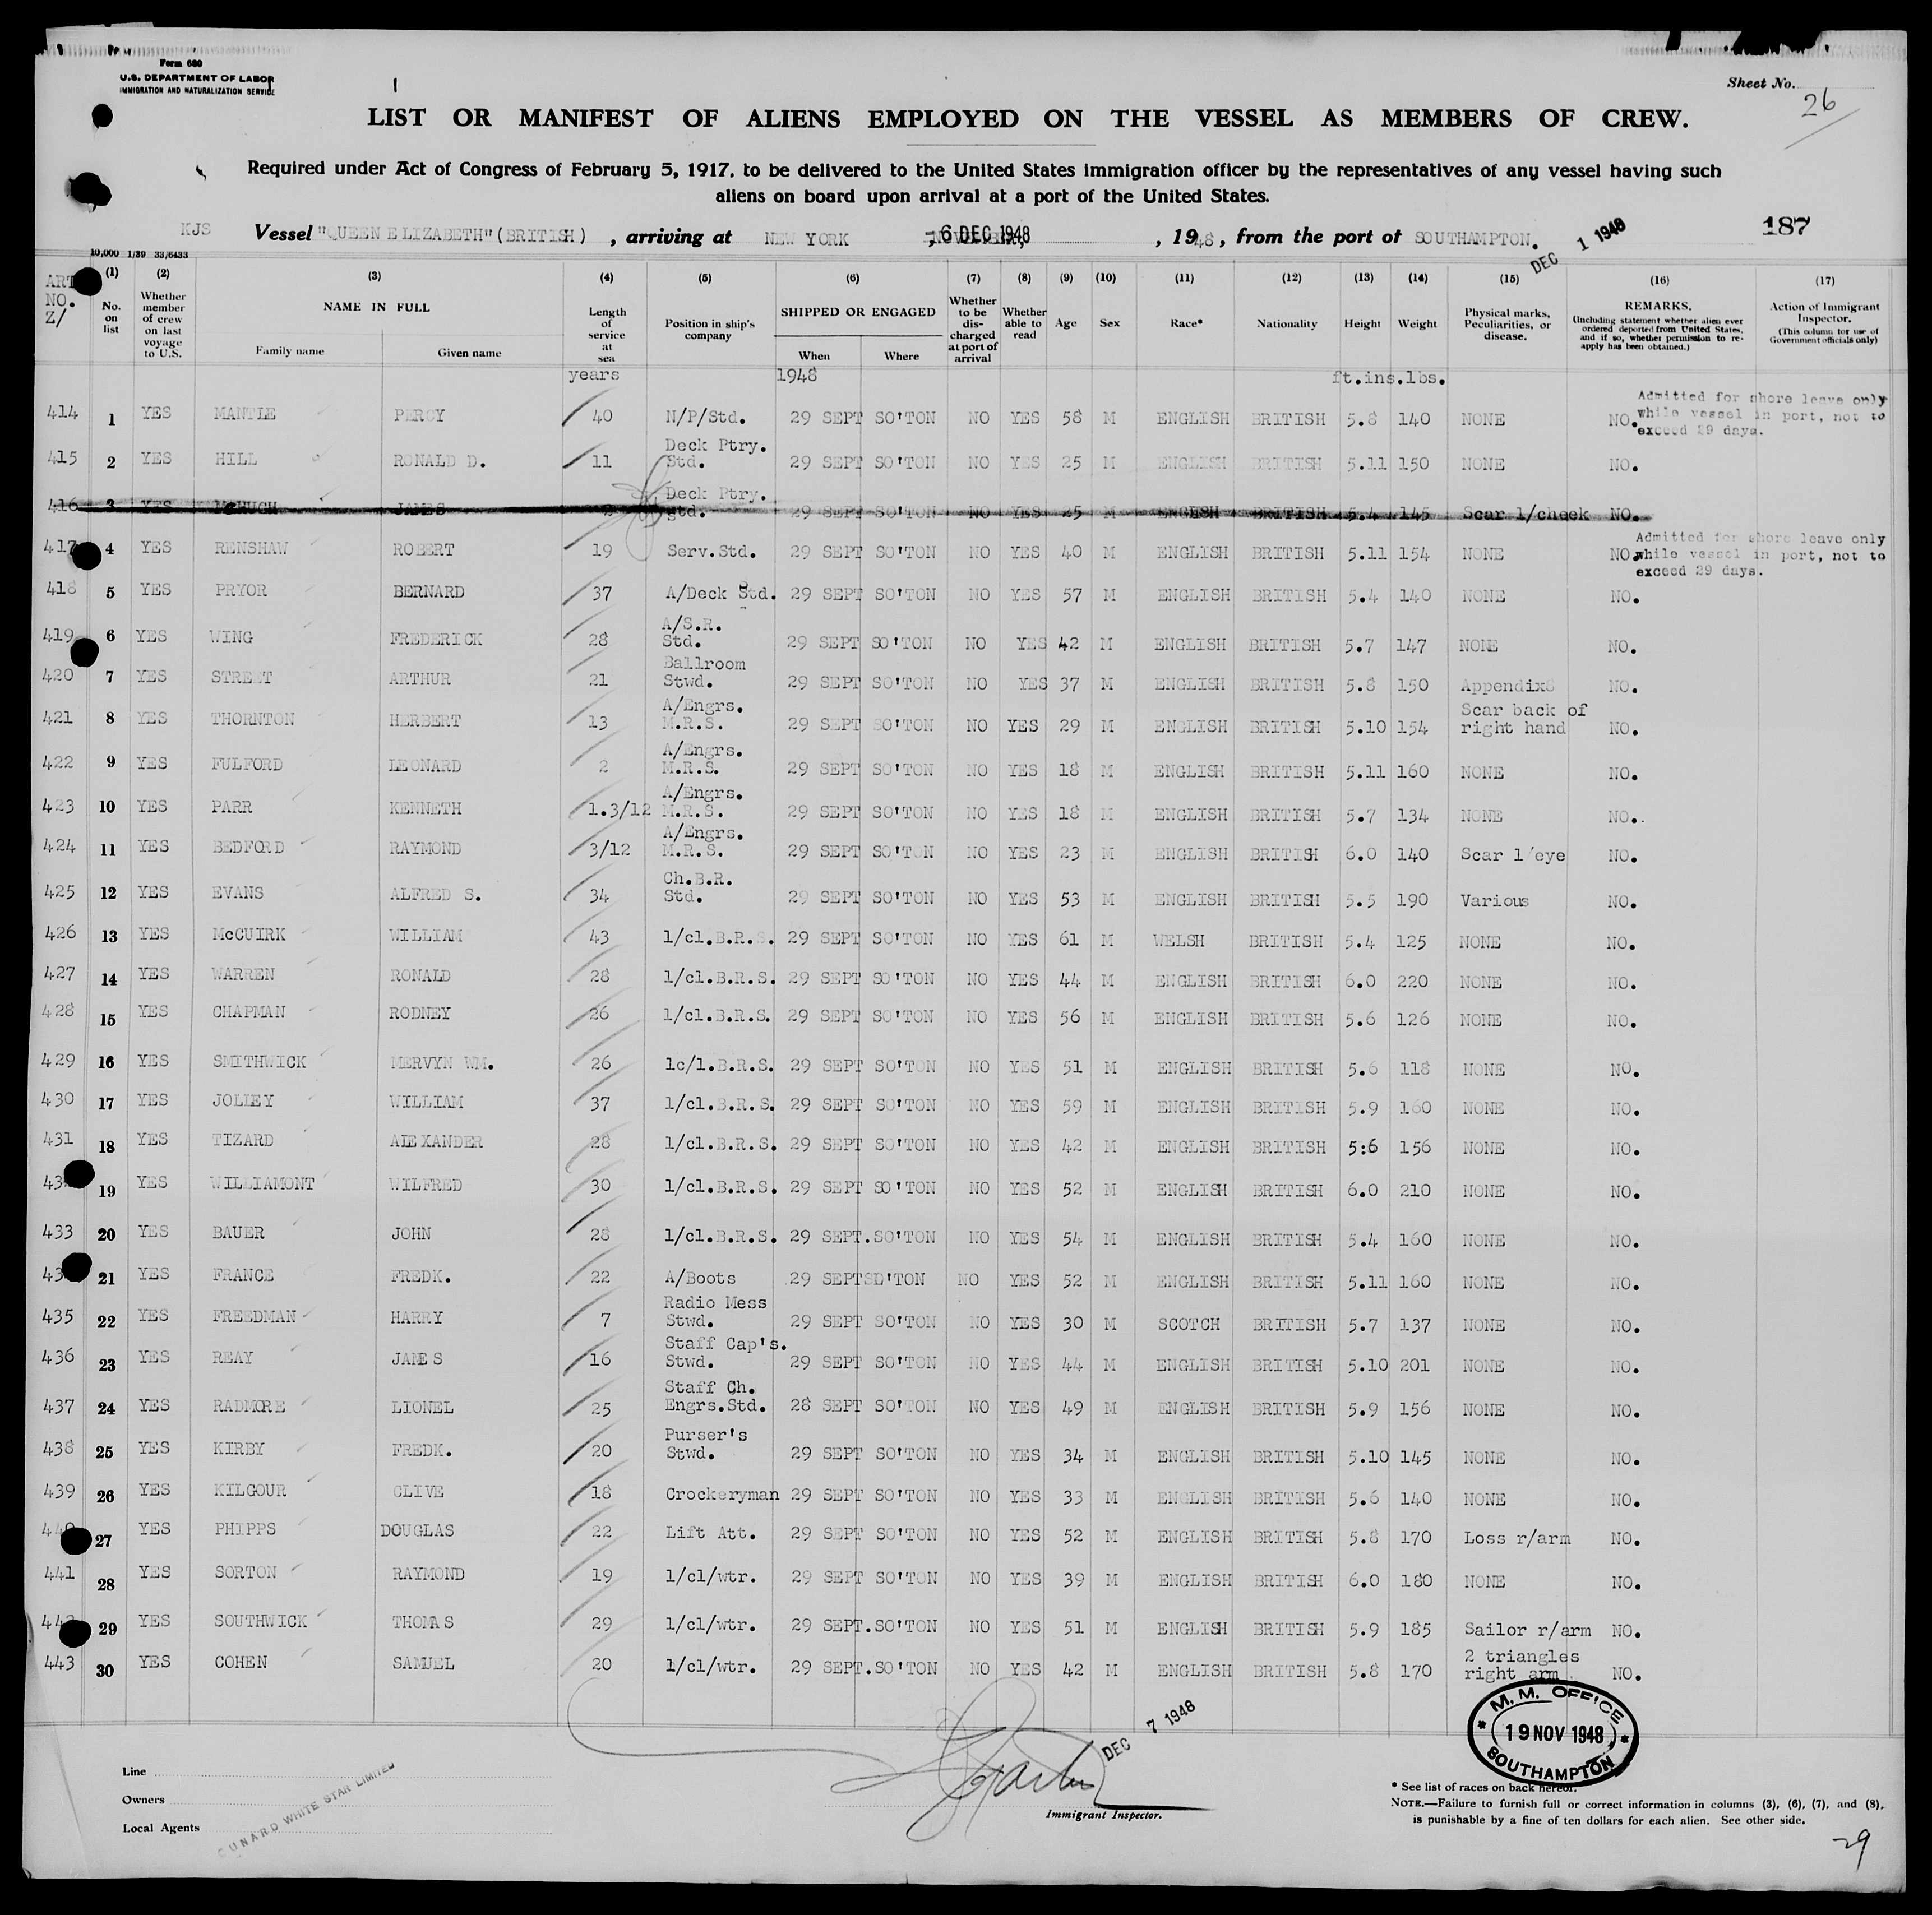 Form 680
U.S. DEPARTMENT OF LABOR
IMMIGRATION AND NATURALIZATION SERVICE
Sheet No.
26
LIST OR MANIFEST OF ALIENS EMPLOYED ON THE VESSEL AS MEMBERS OF CREW.
Required under Act of Congress of February 5, 1917, to be delivered to the United States immigration officer by the representatives of any vessel having such
aliens on board upon arrival at a port of the United States.
KJS Vessel "QUEEN ELIZABETH" (BRITISH) , arriving at NEW YORK 6 DEC 1948 , 1948, from the port of SOUTHAMPTON. DEC 1 1948 187
10,000 1/39 33/6433
ART NO. Z/ (1) No. on list (2) Whether member of crew on last voyage to U.S. (3) NAME IN FULL Family name Given name (4) Length of service at sea (5) Position in ship's company (6) SHIPPED OR ENGAGED When Where (7) Whether to be discharged at port of arrival (8) Whether able to read (9) Age (10) Sex (11) Race* (12) Nationality (13) Height (14) Weight (15) Physical marks, Peculiarities, or disease. (16) REMARKS. (Including statement whether alien ever ordered deported from United States, and if so, whether permission to re-apply has been obtained.) (17) Action of Immigrant Inspector. (This column for use of Government officials only)
years 1948 ft.ins.lbs.
414 1 YES MANTLE PERCY 40 N/P/Std. 29 SEPT SO'TON NO YES 58 M ENGLISH BRITISH 5.8 140 NONE NO. Admitted for shore leave only while vessel in port, not to exceed 29 days.
415 2 YES HILL RONALD D. 11 Deck Ptry. Std. 29 SEPT SO'TON NO YES 25 M ENGLISH BRITISH 5.11 150 NONE NO.
416 3 YES McHUGH JAMES 2 Deck Ptry. Std. 29 SEPT SO'TON NO YES 25 M ENGLISH BRITISH 5.4 145 Scar l/cheek NO.
417 4 YES RENSHAW ROBERT 19 Serv.Std. 29 SEPT SO'TON NO YES 40 M ENGLISH BRITISH 5.11 154 NONE NO. Admitted for shore leave only while vessel in port, not to exceed 29 days.
418 5 YES PRYOR BERNARD 37 A/Deck Std. 29 SEPT SO'TON NO YES 57 M ENGLISH BRITISH 5.4 140 NONE NO.
419 6 YES WING FREDERICK 28 A/S.R. Std. 29 SEPT SO'TON NO YES 42 M ENGLISH BRITISH 5.7 147 NONE NO.
420 7 YES STREET ARTHUR 21 Ballroom Stwd. 29 SEPT SO'TON NO YES 37 M ENGLISH BRITISH 5.8 150 AppendixS NO.
421 8 YES THORNTON HERBERT 13 A/Engrs. M.R.S. 29 SEPT SO'TON NO YES 29 M ENGLISH BRITISH 5.10 154 Scar back of right hand NO.
422 9 YES FULFORD LEONARD 2 A/Engrs. M.R.S. 29 SEPT SO'TON NO YES 18 M ENGLISH BRITISH 5.11 160 NONE NO.
423 10 YES PARR KENNETH 1.3/12 A/Engrs. M.R.S. 29 SEPT SO'TON NO YES 18 M ENGLISH BRITISH 5.7 134 NONE NO..
424 11 YES BEDFORD RAYMOND 3/12 A/Engrs. M.R.S. 29 SEPT SO'TON NO YES 23 M ENGLISH BRITISH 6.0 140 Scar l/eye NO.
425 12 YES EVANS ALFRED S. 34 Ch.B.R. Std. 29 SEPT SO'TON NO YES 53 M ENGLISH BRITISH 5.5 190 Various NO.
426 13 YES McCUIRK WILLIAM 43 1/cl.B.R.S. 29 SEPT SO'TON NO YES 61 M WELSH BRITISH 5.4 125 NONE NO.
427 14 YES WARREN RONALD 28 1/cl.B.R.S. 29 SEPT SO'TON NO YES 44 M ENGLISH BRITISH 6.0 220 NONE NO.
428 15 YES CHAPMAN RODNEY 26 1/cl.B.R.S. 29 SEPT SO'TON NO YES 56 M ENGLISH BRITISH 5.6 126 NONE NO.
429 16 YES SMITHWICK MERVYN WM. 26 1c/l.B.R.S. 29 SEPT SO'TON NO YES 51 M ENGLISH BRITISH 5.6 118 NONE NO.
430 17 YES JOLLEY WILLIAM 37 1/cl.B.R.S. 29 SEPT SO'TON NO YES 59 M ENGLISH BRITISH 5.9 160 NONE NO.
431 18 YES TIZARD ALEXANDER 28 1/cl.B.R.S. 29 SEPT SO'TON NO YES 42 M ENGLISH BRITISH 5:6 156 NONE NO.
43 19 YES WILLIAMONT WILFRED 30 1/cl.B.R.S. 29 SEPT SO'TON NO YES 52 M ENGLISH BRITISH 6.0 210 NONE NO.
433 20 YES BAUER JOHN 28 1/cl.B.R.S. 29 SEPT.SO'TON NO YES 54 M ENGLISH BRITISH 5.4 160 NONE NO.
43 21 YES FRANCE FREDK. 22 A/Boots 29 SEPT SO'TON NO YES 52 M ENGLISH BRITISH 5.11 160 NONE NO.
435 22 YES FREEDMAN HARRY 7 Radio Mess Stwd. 29 SEPT SO'TON NO YES 30 M SCOTCH BRITISH 5.7 137 NONE NO.
436 23 YES REAY JAMES 16 Staff Cap's. Stwd. 29 SEPT SO'TON NO YES 44 M ENGLISH BRITISH 5.10 201 NONE NO.
437 24 YES RADMORE LIONEL 25 Staff Ch. Engrs.Std. 28 SEPT SO'TON NO YES 49 M ENGLISH BRITISH 5.9 156 NONE NO.
438 25 YES KIRBY FREDK. 20 Purser's Stwd. 29 SEPT SO'TON NO YES 34 M ENGLISH BRITISH 5.10 145 NONE NO.
439 26 YES KILGOUR CLIVE 18 Crockeryman 29 SEPT SO'TON NO YES 33 M ENGLISH BRITISH 5.6 140 NONE NO.
440 27 YES PHIPPS DOUGLAS 22 Lift Att. 29 SEPT SO'TON NO YES 52 M ENGLISH BRITISH 5.8 170 Loss r/arm NO.
441 28 YES SORTON RAYMOND 19 1/cl/wtr. 29 SEPT SO'TON NO YES 39 M ENGLISH BRITISH 6.0 180 NONE NO.
442 29 YES SOUTHWICK THOMAS 29 1/cl/wtr. 29 SEPT.SO'TON NO YES 51 M ENGLISH BRITISH 5.9 185 Sailor r/arm NO.
443 30 YES COHEN SAMUEL 20 1/cl/wtr. 29 SEPT.SO'TON NO YES 42 M ENGLISH BRITISH 5.8 170 2 triangles right arm NO.
M.M. OFFICE
19 NOV 1948
SOUTHAMPTON
DEC 7 1948
Line
Owners
Local Agents
CUNARD WHITE STAR LIMITED
Immigrant Inspector.
* See list of races on back hereof.
NOTE.—Failure to furnish full or correct information in columns (3), (6), (7), and (8),
is punishable by a fine of ten dollars for each alien. See other side.
29